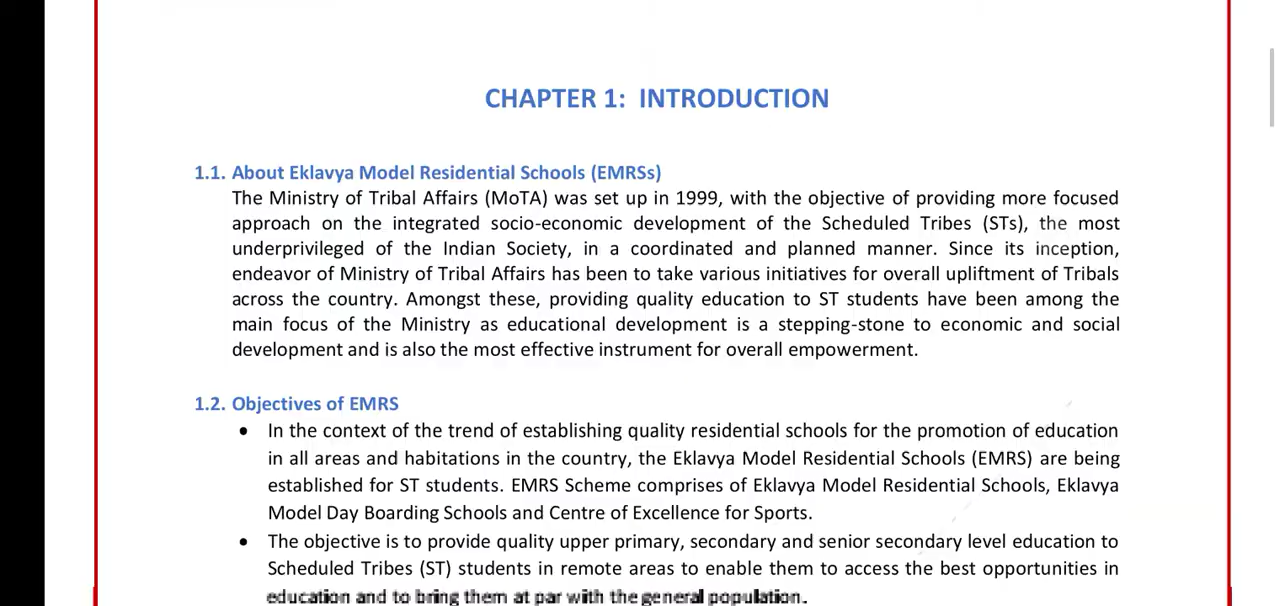 CHAPTER 1: INTRODUCTION
1.1. About Eklavya Model Residential Schools (EMRSs)
The Ministry of Tribal Affairs (MoTA) was set up in 1999, with the objective of providing more focused
approach on the integrated socio-economic development of the Scheduled Tribes (STs), the most
underprivileged of the Indian Society, in a coordinated and planned manner. Since its inception,
endeavor of Ministry of Tribal Affairs has been to take various initiatives for overall upliftment of Tribals
across the country. Amongst these, providing quality education to ST students have been among the
main focus of the Ministry as educational development is a stepping-stone to economic and social
development and is also the most effective instrument for overall empowerment.
1.2. Objectives of EMRS
• In the context of the trend of establishing quality residential schools for the promotion of education
in all areas and habitations in the country, the Eklavya Model Residential Schools (EMRS) are being
established for ST students. EMRS Scheme comprises of Eklavya Model Residential Schools, Eklavya
Model Day Boarding Schools and Centre of Excellence for Sports.
• The objective is to provide quality upper primary, secondary and senior secondary level education to
Scheduled Tribes (ST) students in remote areas to enable them to access the best opportunities in
education and to bring them at par with the general population.